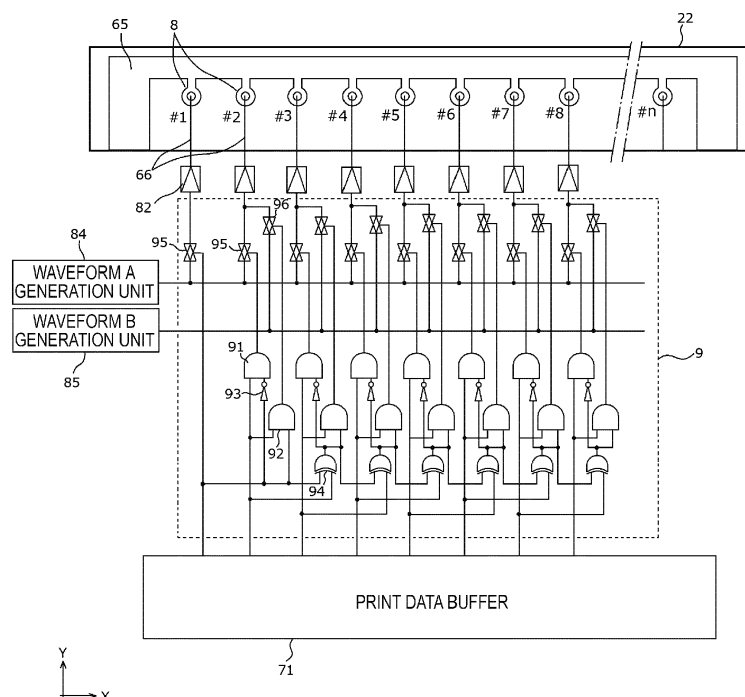 65
8
22
#1 #2 #3 #4 #5 #6 #7 #8 #n
66
82
96
95
95
84
WAVEFORM A
GENERATION UNIT
WAVEFORM B
GENERATION UNIT
85
91
9
93
92
94
PRINT DATA BUFFER
71
Y
X